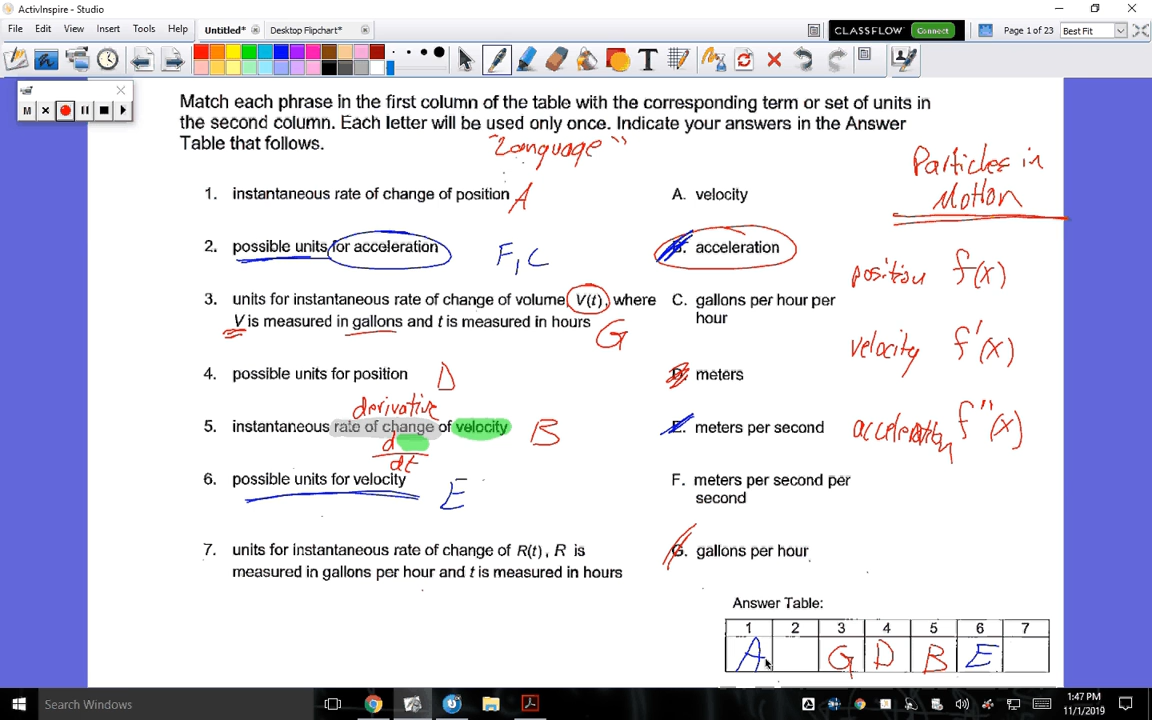 ActivInspire - Studio
File Edit View Insert Tools Help
Untitled* Desktop Flipchart*
CLASSFLOW Connect
Page 1 of 23 Best Fit
M
Match each phrase in the first column of the table with the corresponding term or set of units in
the second column. Each letter will be used only once. Indicate your answers in the Answer
Table that follows.
"Language"
Particles in
Motion
1. instantaneous rate of change of position A
A. velocity
2. possible units for acceleration F, C
B. acceleration
position f(x)
3. units for instantaneous rate of change of volume V(t), where
V is measured in gallons and t is measured in hours G
C. gallons per hour per
hour
velocity f'(x)
4. possible units for position D
D. meters
derivative
5. instantaneous rate of change of velocity B
d
dt
E. meters per second
acceleration f''(x)
6. possible units for velocity E
F. meters per second per
second
7. units for instantaneous rate of change of R(t), R is
measured in gallons per hour and t is measured in hours
G. gallons per hour
Answer Table:
1 2 3 4 5 6 7
A G D B E
Search Windows
1:47 PM
11/1/2019